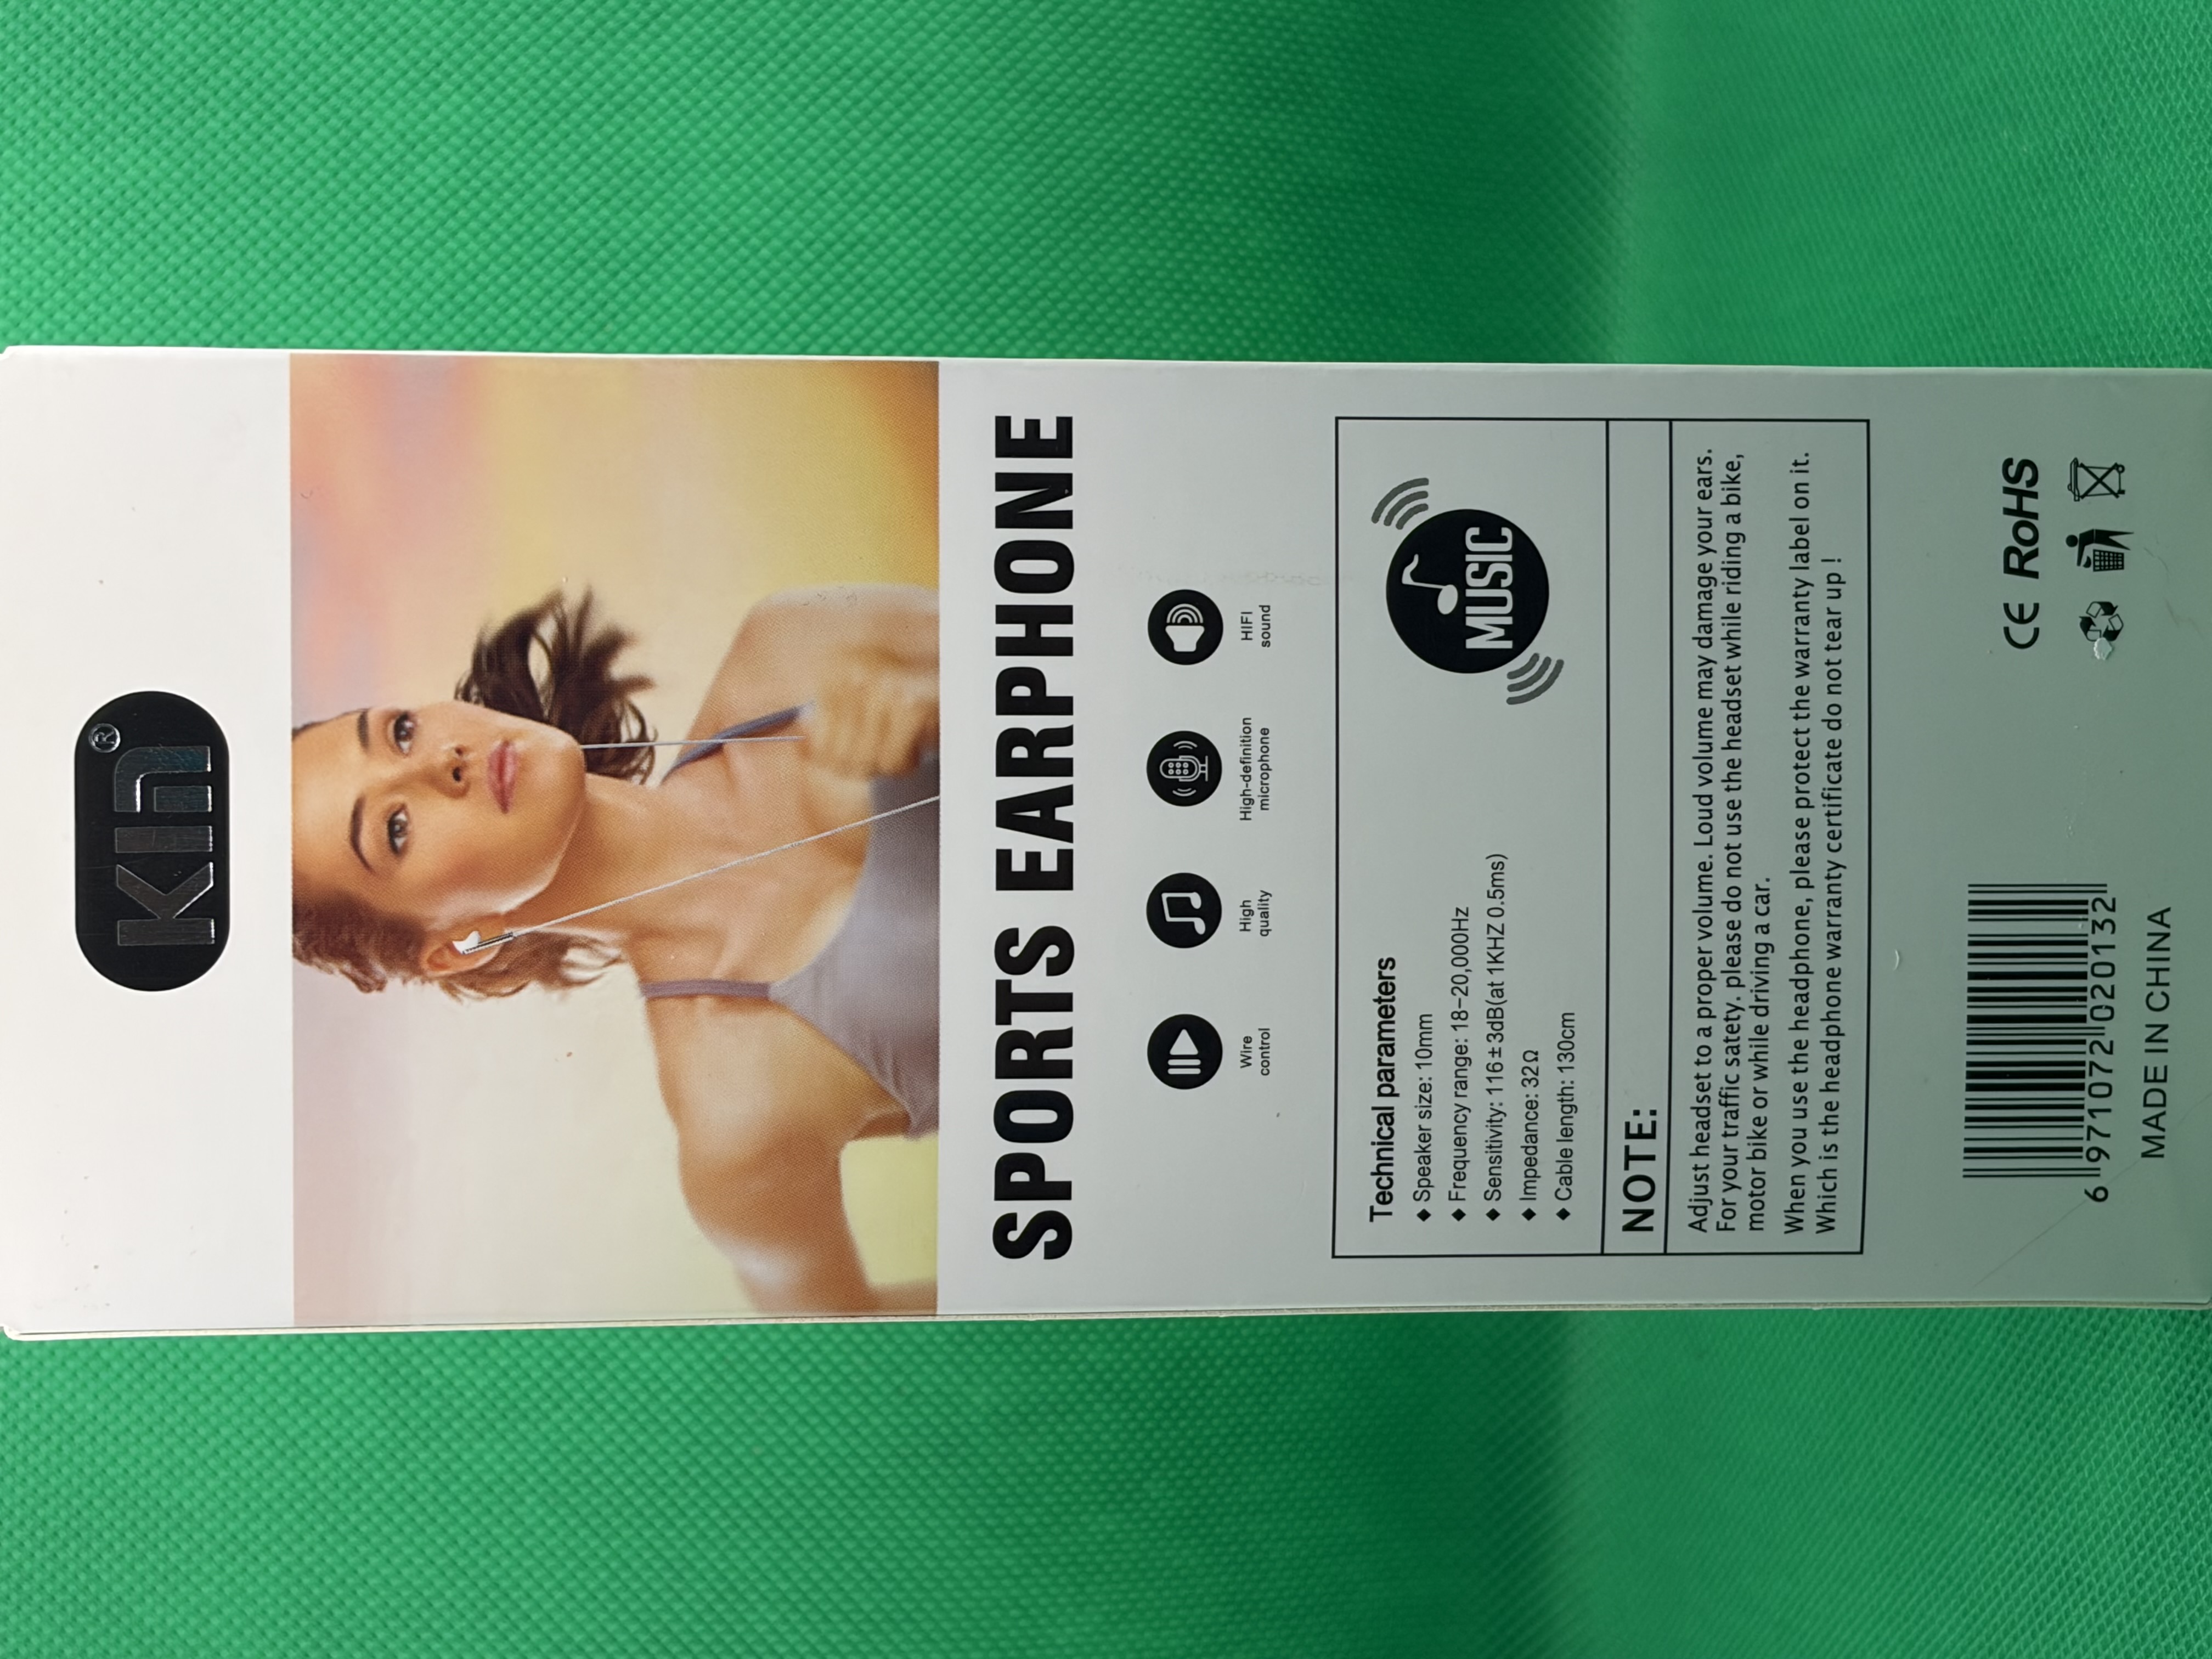 KIN®
SPORTS EARPHONE
Wire
control
High
quality
High-definition
microphone
HIFI
sound
Technical parameters
◆ Speaker size: 10mm
◆ Frequency range: 18-20,000Hz
◆ Sensitivity: 116±3dB(at 1KHZ 0.5ms)
◆ Impedance: 32Ω
◆ Cable length: 130cm
MUSIC
NOTE:
Adjust headset to a proper volume. Loud volume may damage your ears.
For your traffic satety. please do not use the headset while riding a bike,
motor bike or while driving a car.
When you use the headphone, please protect the warranty label on it.
Which is the headphone warranty certificate do not tear up !
6 971072 020132
MADE IN CHINA
CE RoHS